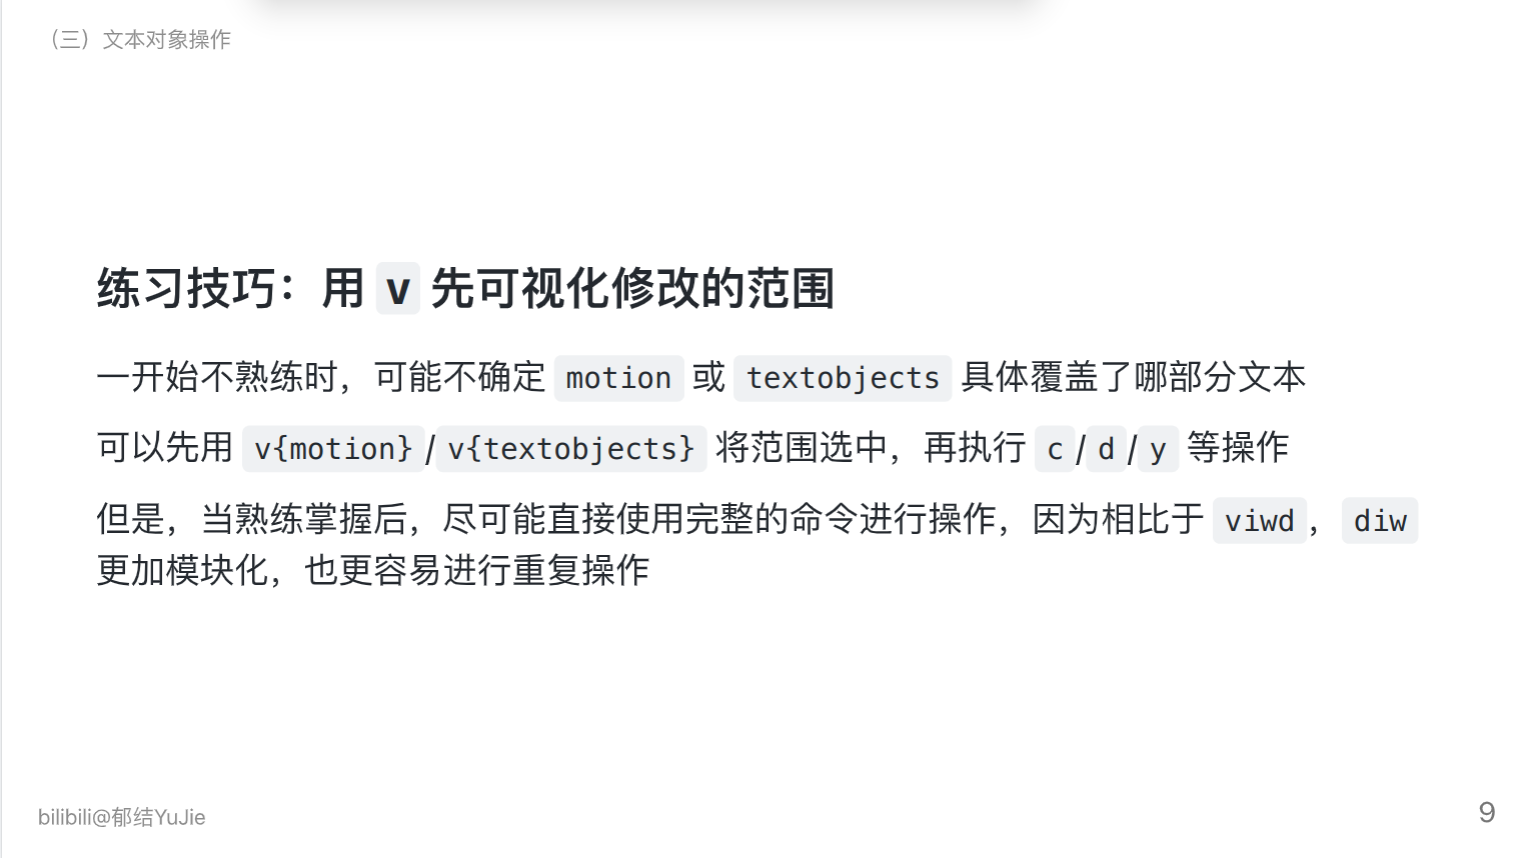 （三）文本对象操作
练习技巧：用 v 先可视化修改的范围
一开始不熟练时，可能不确定 motion 或 textobjects 具体覆盖了哪部分文本
可以先用 v{motion}/v{textobjects} 将范围选中，再执行 c/d/y 等操作
但是，当熟练掌握后，尽可能直接使用完整的命令进行操作，因为相比于 viwd，diw
更加模块化，也更容易进行重复操作
bilibili@郁结YuJie
9